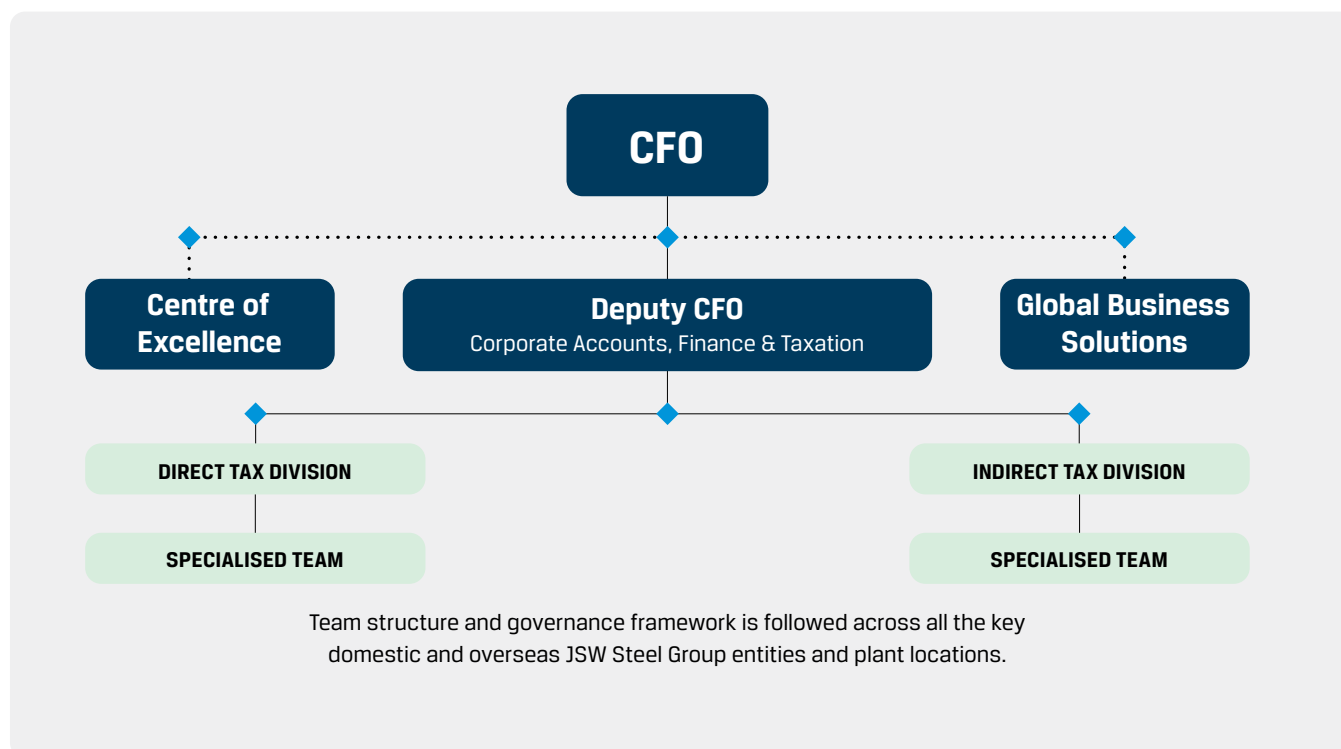 CFO
Centre of
Excellence
Deputy CFO
Corporate Accounts, Finance & Taxation
Global Business
Solutions
DIRECT TAX DIVISION
INDIRECT TAX DIVISION
SPECIALISED TEAM
SPECIALISED TEAM
Team structure and governance framework is followed across all the key
domestic and overseas JSW Steel Group entities and plant locations.